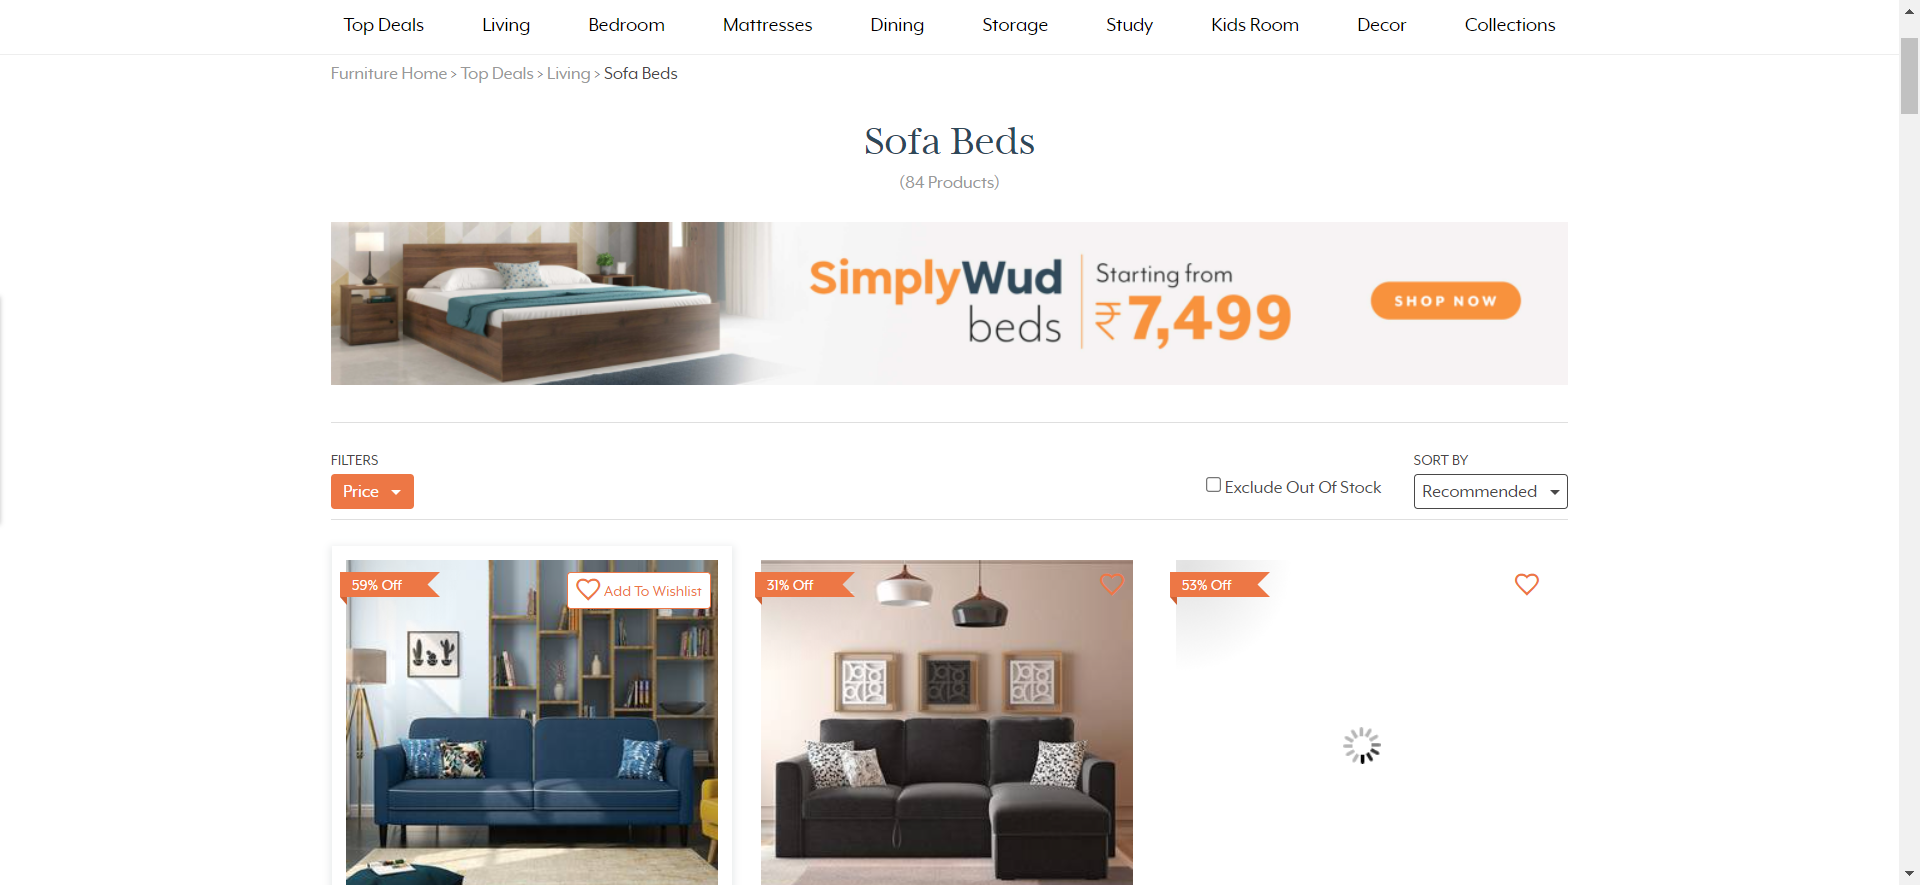 Top Deals Living Bedroom Mattresses Dining Storage Study Kids Room Decor Collections
Furniture Home > Top Deals > Living > Sofa Beds
Sofa Beds
(84 Products)
SimplyWud
beds
Starting from
₹7,499
SHOP NOW
FILTERS
Price
Exclude Out Of Stock
SORT BY
Recommended
59% Off
Add To Wishlist
31% Off
53% Off